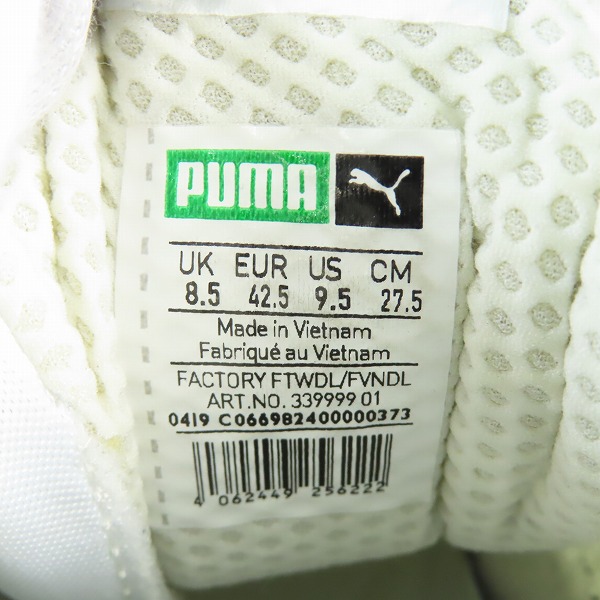 PUMA
UK EUR US CM
8.5 42.5 9.5 27.5
Made in Vietnam
Fabriqué au Vietnam
FACTORY FTWDL/FVNDL
ART.NO. 339999 01
0419 C066982400000373
4 062449 256222